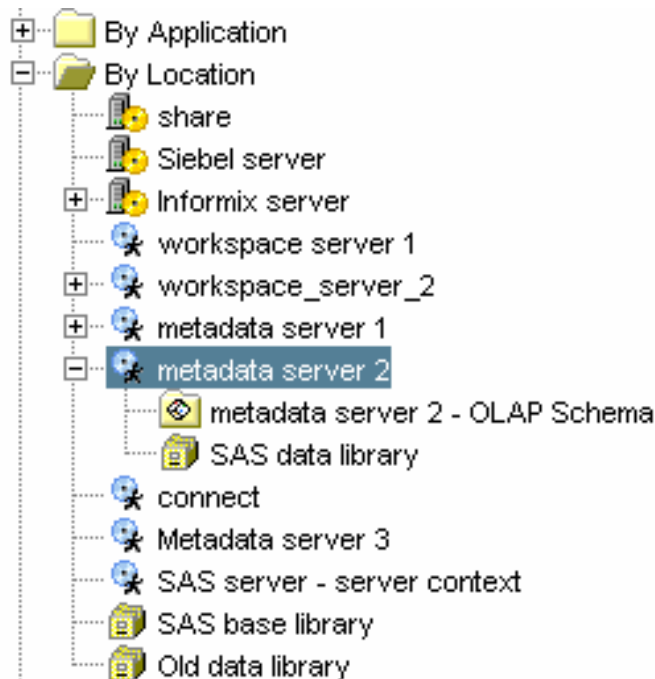 By Application
By Location
share
Siebel server
Informix server
workspace server 1
workspace_server_2
metadata server 1
metadata server 2
metadata server 2 - OLAP Schema
SAS data library
connect
Metadata server 3
SAS server - server context
SAS base library
Old data library